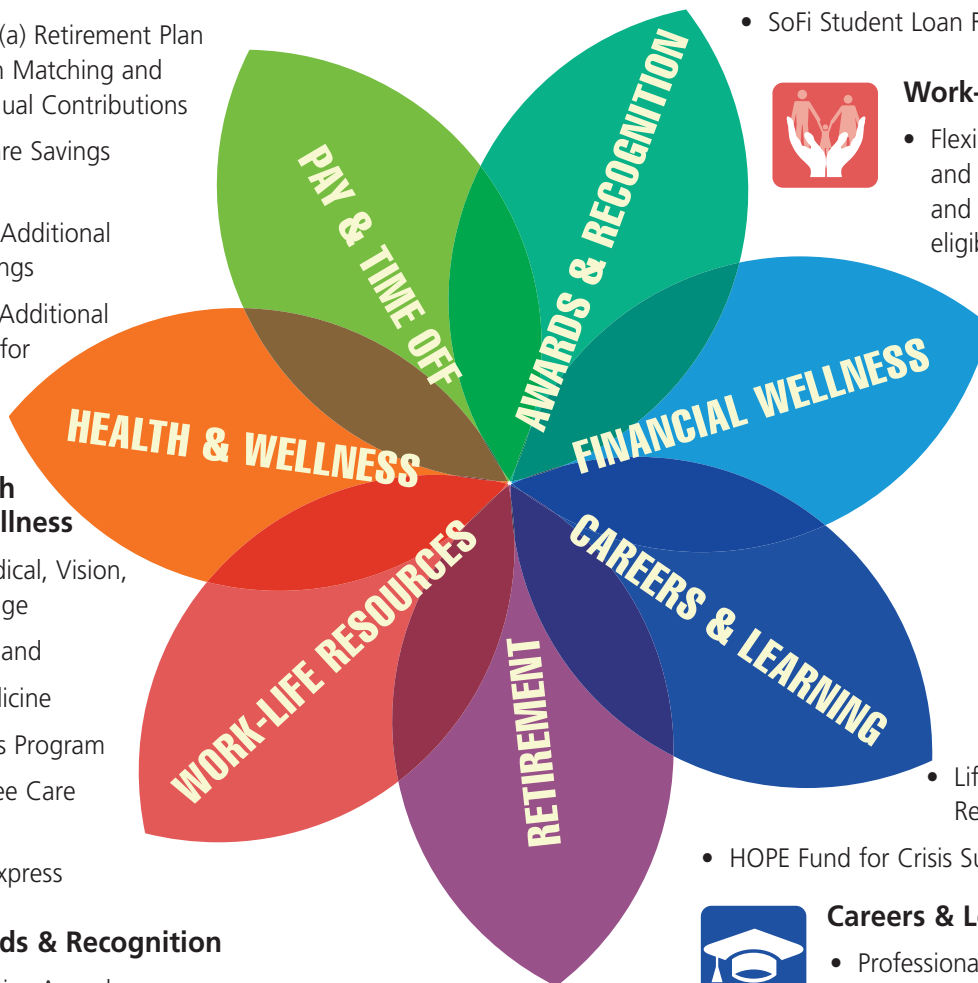 (a) Retirement Plan
Matching and
ual Contributions
re Savings
Additional
ngs
Additional
for
h
llness
dical, Vision,
ge
and
dicine
s Program
ee Care
xpress
ds & Recognition
PAY & TIME OFF
AWARDS & RECOGNITION
HEALTH & WELLNESS
FINANCIAL WELLNESS
WORK-LIFE RESOURCES
CAREERS & LEARNING
RETIREMENT
• SoFi Student Loan
Work-
• Flexi
and
and
eligib
• Lif
Re
• HOPE Fund for Crisis Su
Careers & L
• Professiona